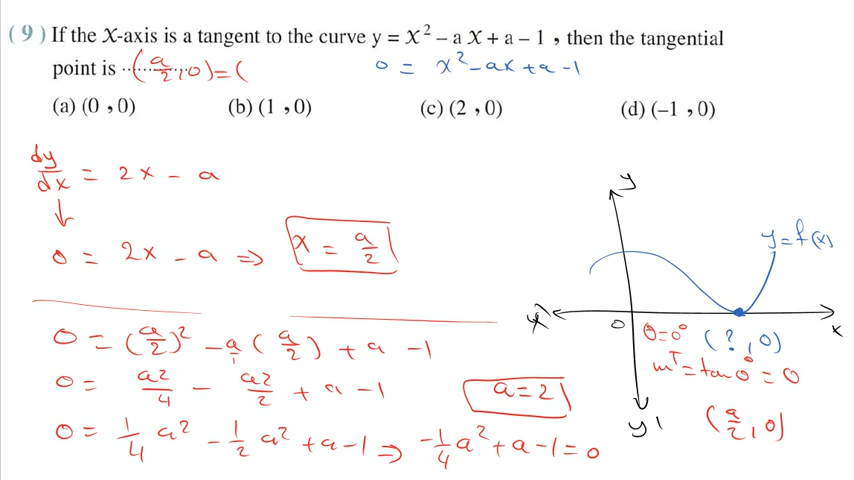 (9) If the X-axis is a tangent to the curve y = X² – a X + a – 1 , then the tangential
point is ............ (a/2 , 0) = (
0 = x² – ax + a – 1
(a) (0 , 0) (b) (1 , 0) (c) (2 , 0) (d) (–1 , 0)
dy/dx = 2x – a
↓
0 = 2x – a ⇒ x = a/2
0 = (a/2)² – a/1 (a/2) + a – 1
0 = a²/4 – a²/2 + a – 1
a = 2
0 = 1/4 a² – 1/2 a² + a – 1 ⇒ –1/4 a² + a – 1 = 0
y
y = f(x)
x'
0
x
θ = 0° (? , 0)
mᵀ = tan 0° = 0
y'
(a/2 , 0)